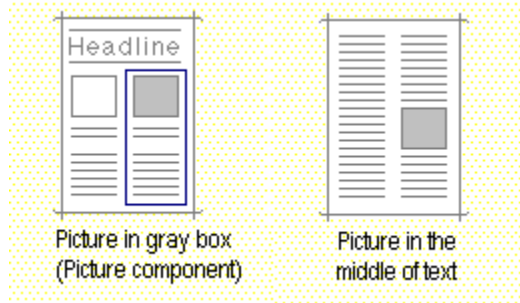 Headline
Picture in gray box
(Picture component)
Picture in the
middle of text